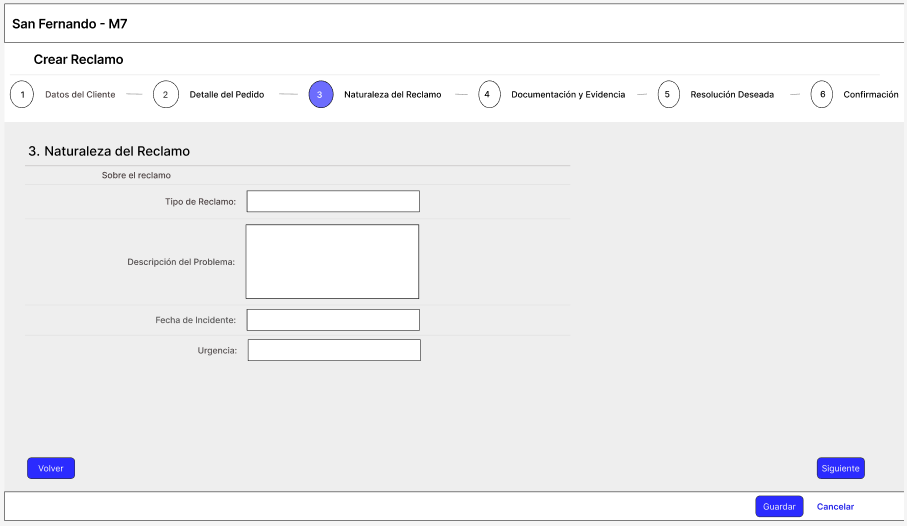 San Fernando - M7
Crear Reclamo
1 Datos del Cliente 2 Detalle del Pedido 3 Naturaleza del Reclamo 4 Documentación y Evidencia 5 Resolución Deseada 6 Confirmación
3. Naturaleza del Reclamo
Sobre el reclamo
Tipo de Reclamo:
Descripción del Problema:
Fecha de Incidente:
Urgencia:
Volver Siguiente
Guardar Cancelar